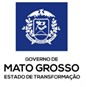 GOVERNO DE
MATO GROSSO
ESTADO DE TRANSFORMAÇÃO